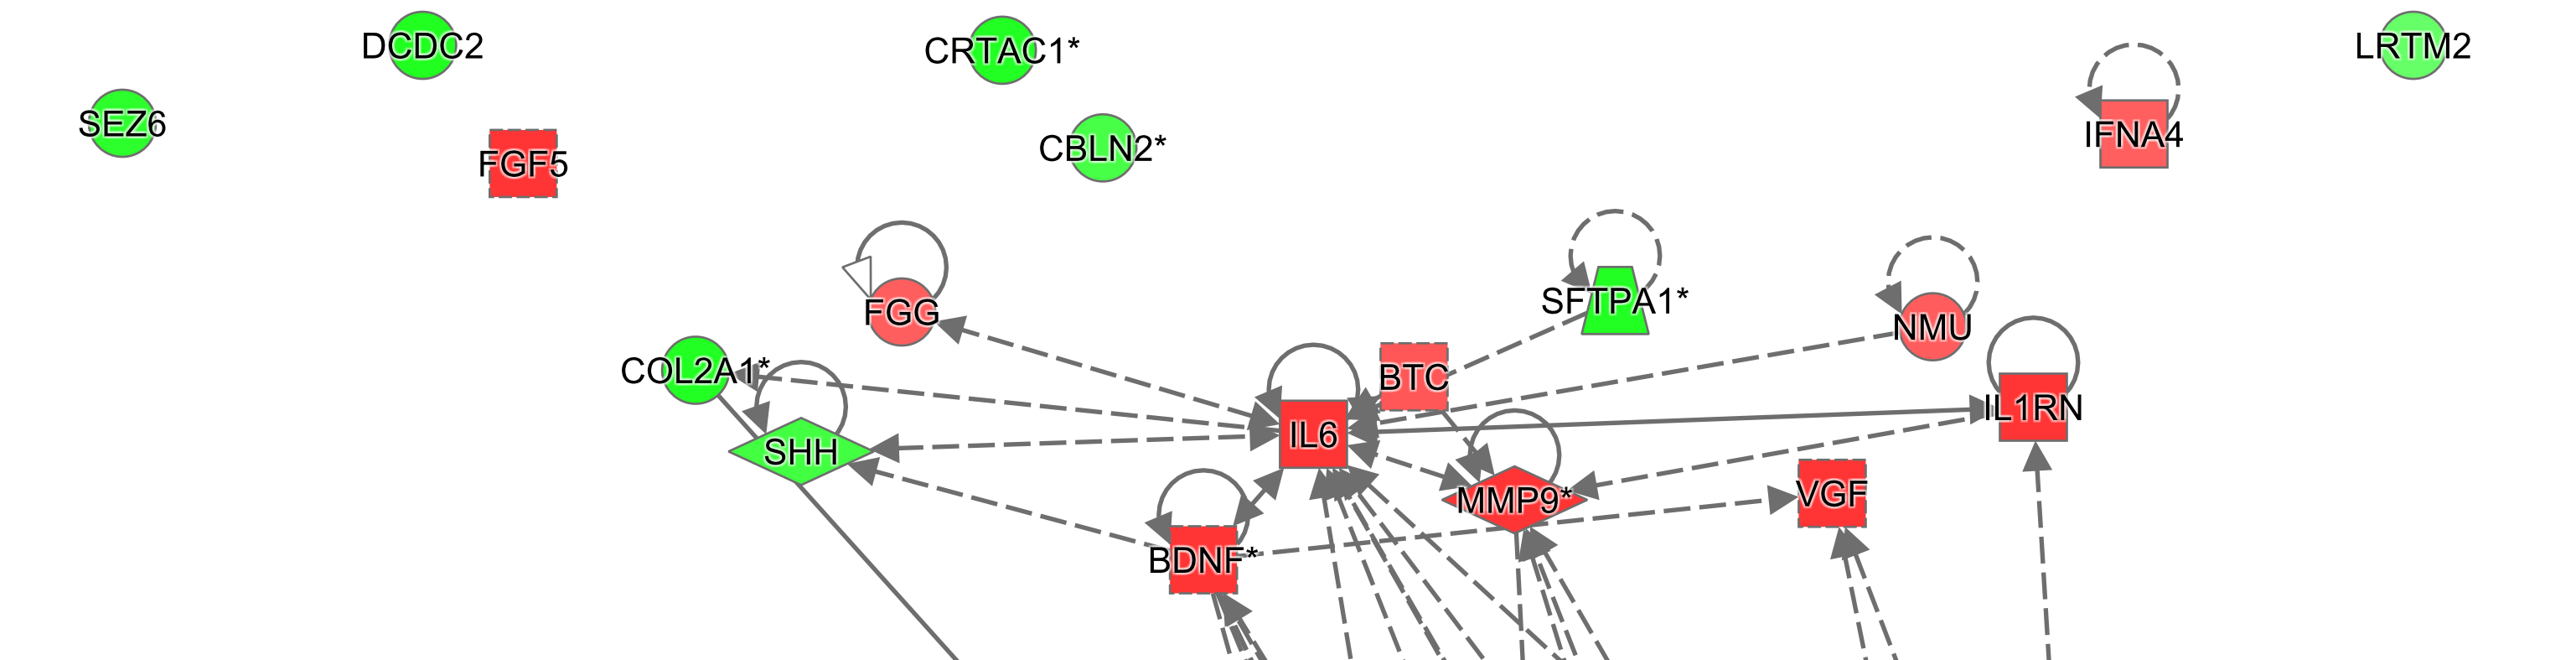 DCDC2
CRTAC1*
LRTM2
SEZ6
IFNA4
CBLN2*
FGF5
SFTPA1*
FGG
NMU
COL2A1*
BTC
IL1RN
IL6
SHH
VGF
MMP9*
BDNF*